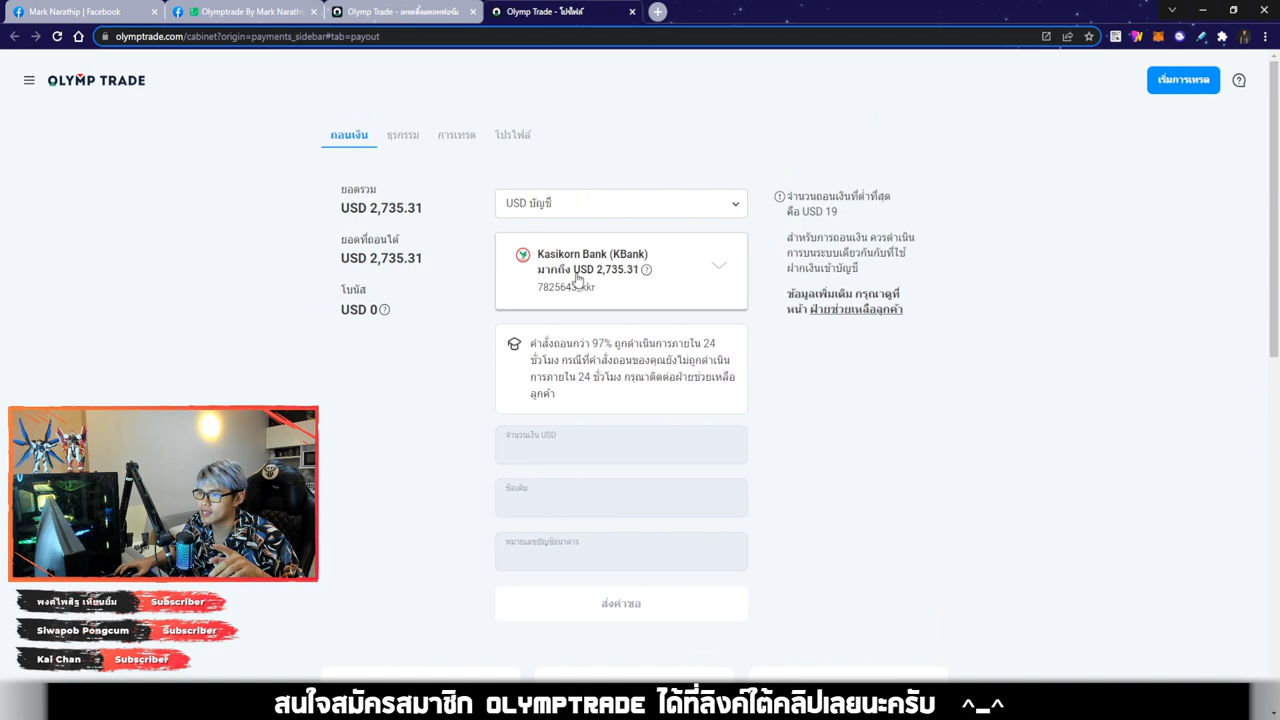 Mark Narathip | Facebook
Olymptrade By Mark Narathi
Olymp Trade - โปรไฟล์
olymptrade.com/cabinet?origin=payments_sidebar#tab=payout
OLYMP TRADE
เริ่มการเทรด
ถอนเงิน
ธุรกรรม
การเทรด
โปรไฟล์
ยอดรวม
USD 2,735.31
ยอดที่ถอนได้
USD 2,735.31
โบนัส
USD 0
USD บัญชี
Kasikorn Bank (KBank)
มากถึง USD 2,735.31
คำสั่งถอนกว่า 97% ถูกดำเนินการภายใน 24
ชั่วโมง กรณีที่คำสั่งถอนของคุณยังไม่ถูกดำเนิน
การภายใน 24 ชั่วโมง กรุณาติดต่อฝ่ายช่วยเหลือ
ลูกค้า
จำนวนเงิน USD
ชื่อเต็ม
หมายเลขบัญชีธนาคาร
ส่งคำขอ
จำนวนถอนเงินที่ต่ำที่สุด
คือ USD 19
สำหรับการถอนเงิน ควรดำเนิน
การบนระบบเดียวกันกับที่ใช้
ฝากเงินเข้าบัญชี
ข้อมูลเพิ่มเติม กรุณาดูที่
หน้า ฝ่ายช่วยเหลือลูกค้า
พงศ์ไพสิฐ เทียบยิ้ม Subscriber
Siwapob Pongcum Subscriber
Kai Chan Subscriber
สนใจสมัครสมาชิก OLYMPTRADE ได้ที่ลิงค์ใต้คลิปเลยนะครับ ^_^